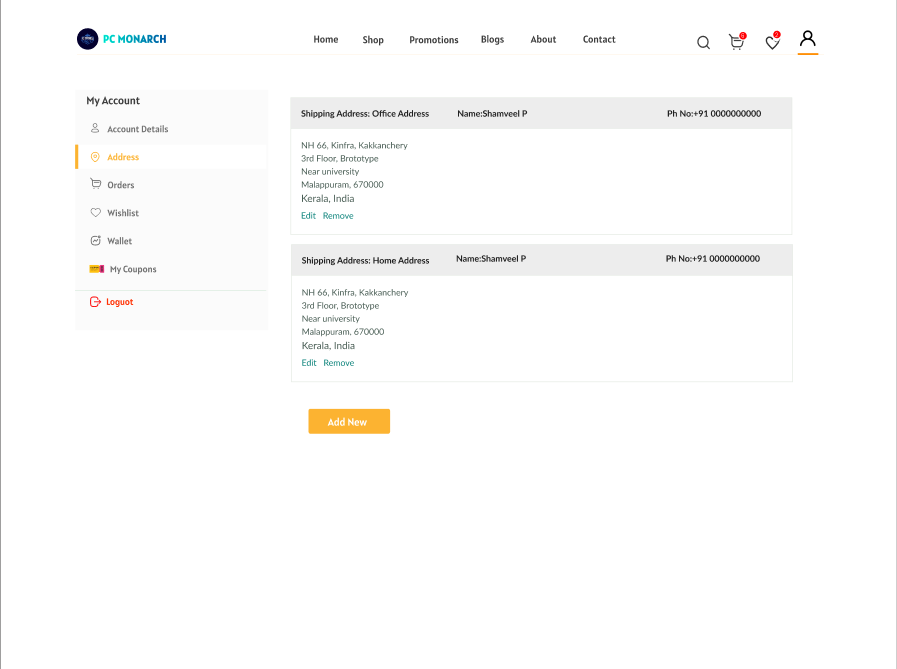 PC MONARCH
Home Shop Promotions Blogs About Contact
My Account
Account Details
Address
Orders
Wishlist
Wallet
My Coupons
Loguot
Shipping Address: Office Address Name:Shamveel P Ph No:+91 0000000000
NH 66, Kinfra, Kakkanchery
3rd Floor, Brototype
Near university
Malappuram, 670000
Kerala, India
Edit Remove
Shipping Address: Home Address Name:Shamveel P Ph No:+91 0000000000
NH 66, Kinfra, Kakkanchery
3rd Floor, Brototype
Near university
Malappuram, 670000
Kerala, India
Edit Remove
Add New